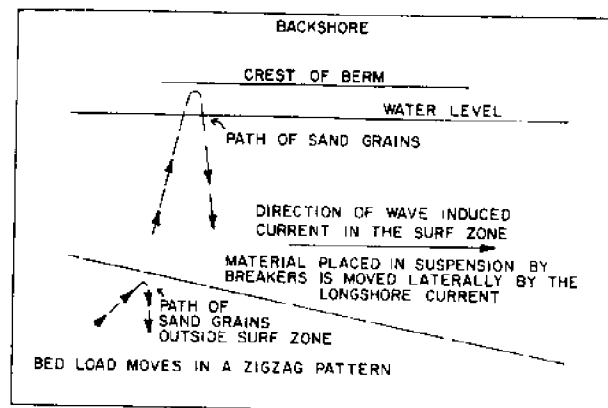 BACKSHORE
CREST OF BERM
WATER LEVEL
PATH OF SAND GRAINS
DIRECTION OF WAVE INDUCED
CURRENT IN THE SURF ZONE
MATERIAL PLACED IN SUSPENSION BY
BREAKERS IS MOVED LATERALLY BY THE
LONGSHORE CURRENT
PATH OF
SAND GRAINS
OUTSIDE SURF ZONE
BED LOAD MOVES IN A ZIGZAG PATTERN